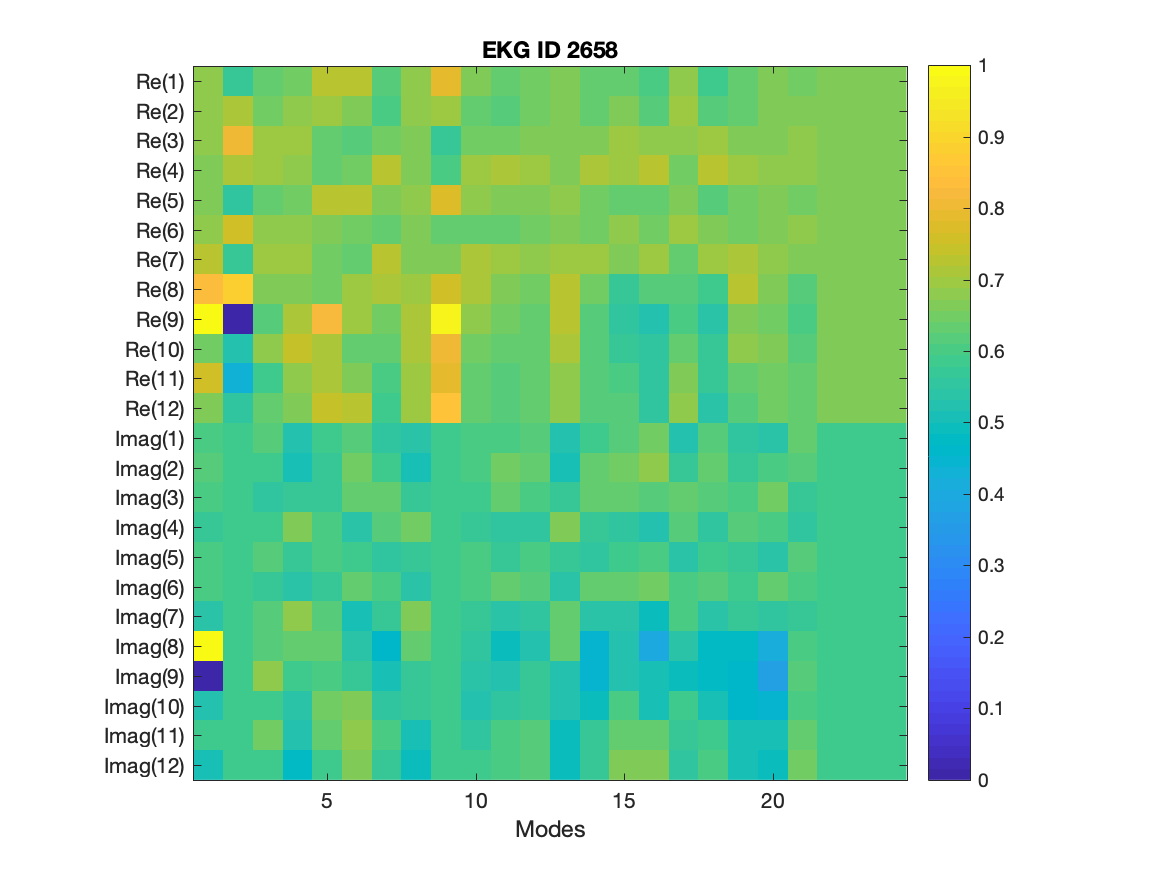 EKG ID 2658
Re(1)
Re(2)
Re(3)
Re(4)
Re(5)
Re(6)
Re(7)
Re(8)
Re(9)
Re(10)
Re(11)
Re(12)
Imag(1)
Imag(2)
Imag(3)
Imag(4)
Imag(5)
Imag(6)
Imag(7)
Imag(8)
Imag(9)
Imag(10)
Imag(11)
Imag(12)
5 10 15 20
Modes
1
0.9
0.8
0.7
0.6
0.5
0.4
0.3
0.2
0.1
0